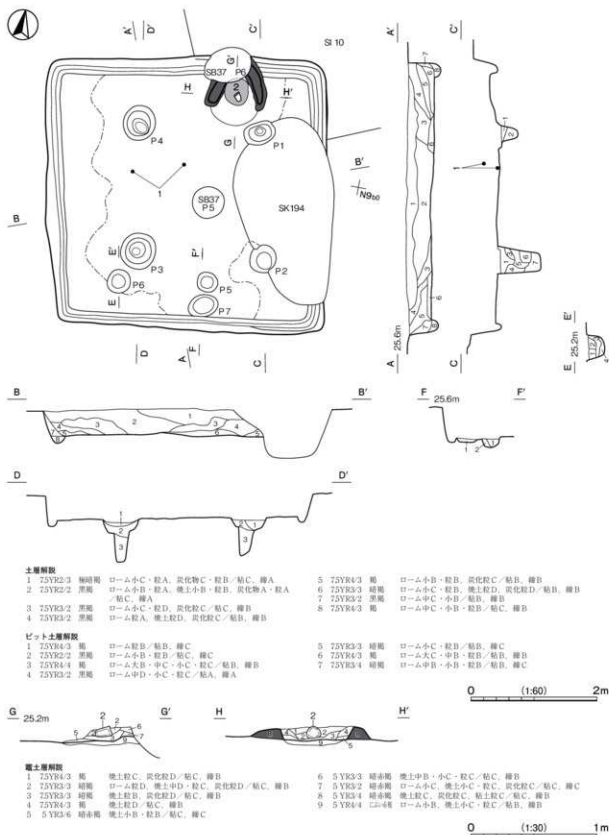 A' D' C' SI 10
SB37 P6
G'
2
H H'
P4 G P1
B'
1
SB37 P5
N9b0
SK194
B
E' P3 F' P2
P6 P5
E P7
D A F C
A' C'
A 25.6m C
E' 25.2m E
B B' F 25.6m F'
D D'
土層解説
1 7.5YR2/3 極暗褐 ローム小C・粒A、炭化物C・粒B/粘C、締A
2 7.5YR2/2 黒褐 ローム小B・粒A、焼土小B・粒B、炭化物A・粒A/粘C、締A
3 7.5YR3/2 黒褐 ローム小C・粒D、炭化粒C/粘C、締B
4 7.5YR3/2 黒褐 ローム粒A、焼土粒D、炭化粒C/粘B、締B
5 7.5YR4/3 褐 ローム小B・粒B、炭化粒C/粘B、締B
6 7.5YR3/3 暗褐 ローム小C・粒B、焼土粒D、炭化粒D/粘B、締B
7 7.5YR3/2 黒褐 ローム中C・小B/粘B、締B
8 7.5YR4/3 褐 ローム中C・小B・粒B/粘C、締B
ピット土層解説
1 7.5YR4/3 褐 ローム粒B/粘B、締C
2 7.5YR2/2 黒褐 ローム小B・粒B/粘C、締B
3 7.5YR4/4 褐 ローム大B・中C・小C・粒C/粘B、締B
4 7.5YR3/2 黒褐 ローム中D・小C・粒C/粘A、締A
5 7.5YR3/3 暗褐 ローム小C・粒B/粘B、締C
6 7.5YR4/3 褐 ローム大C・中B・粒B/粘B、締B
7 7.5YR3/4 暗褐 ローム中B・小B・粒B/粘B、締C
0 (1:60) 2m
G 25.2m G' H H'
竈土層解説
1 7.5YR4/3 褐 焼土粒C、炭化粒D/粘C、締B
2 7.5YR3/3 暗褐 ローム粒D、焼土中D・粒C、炭化粒D/粘C、締B
3 7.5YR3/3 暗褐 焼土粒B、炭化粒D/粘C、締B
4 7.5YR4/3 褐 焼土粒D/粘C、締B
5 5YR3/6 暗赤褐 焼土小B・粒B/粘C、締B
6 5YR3/3 暗赤褐 焼土中B・小C・粒C/粘C、締B
7 5YR3/2 暗赤褐 ローム小C、焼土小C・粒C、炭化粒C/粘C、締C
8 5YR3/4 暗赤褐 焼土粒C、炭化粒C、粘土粒C/粘C、締B
9 5YR4/4 にぶい赤褐 ローム小B、焼土小C・粒C/粘B、締B
0 (1:30) 1m